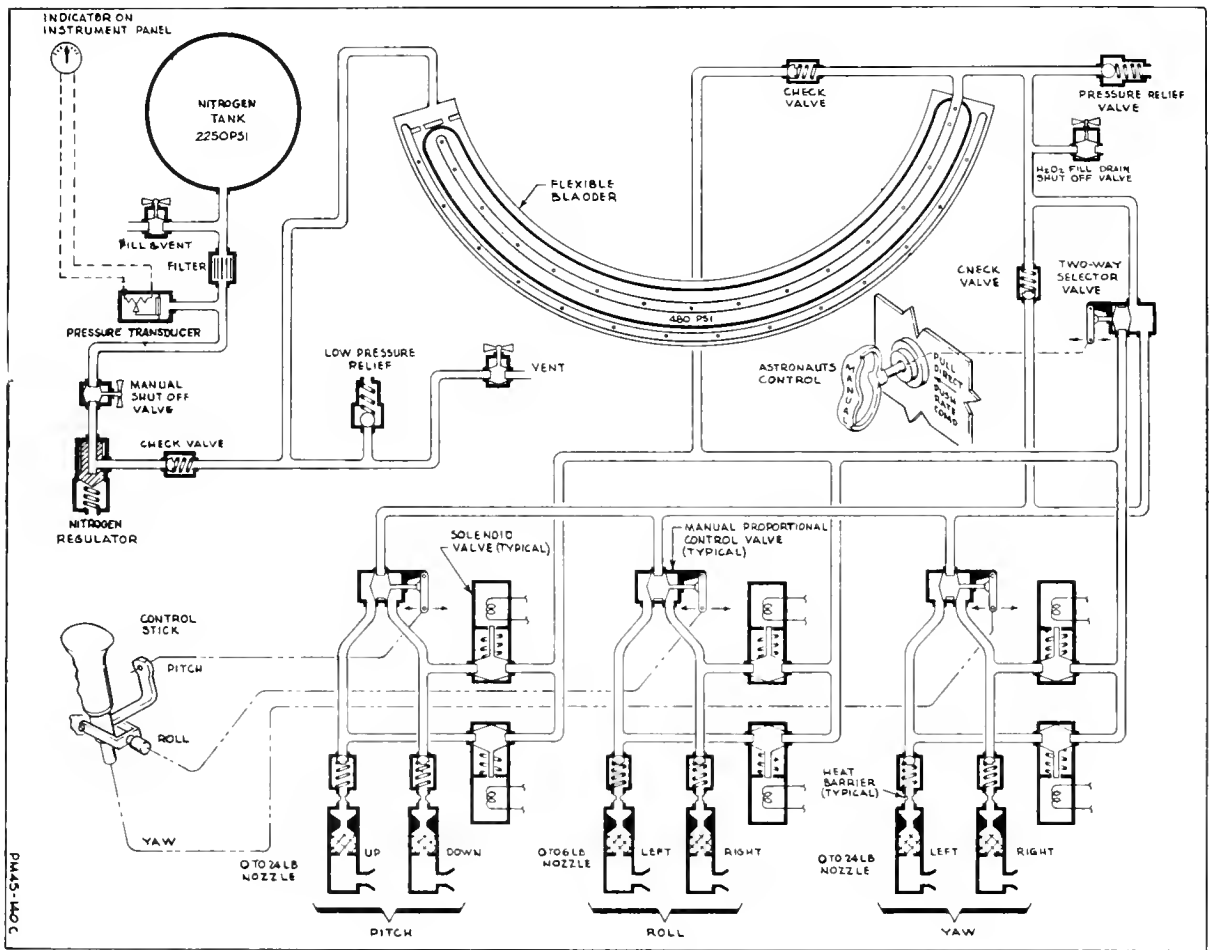 INDICATOR ON
INSTRUMENT PANEL
NITROGEN
TANK
2250PSI
FILL & VENT
FILTER
PRESSURE TRANSDUCER
MANUAL
SHUT OFF
VALVE
CHECK VALVE
NITROGEN
REGULATOR
LOW PRESSURE
RELIEF
VENT
FLEXIBLE
BLADDER
480 PSI
CHECK
VALVE
PRESSURE RELIEF
VALVE
H2O2 FILL DRAIN
SHUT OFF VALVE
CHECK
VALVE
TWO-WAY
SELECTOR
VALVE
ASTRONAUTS
CONTROL
MANUAL
PULL
DIRECT
PUSH
RATE
COMD
SOLENOID
VALVE (TYPICAL)
MANUAL PROPORTIONAL
CONTROL VALVE
(TYPICAL)
CONTROL
STICK
PITCH
ROLL
YAW
HEAT
BARRIER
(TYPICAL)
0 TO 24 LB
NOZZLE
UP
DOWN
0 TO 6 LB
NOZZLE
LEFT
RIGHT
0 TO 24 LB
NOZZLE
LEFT
RIGHT
PITCH
ROLL
YAW
PM45-140C